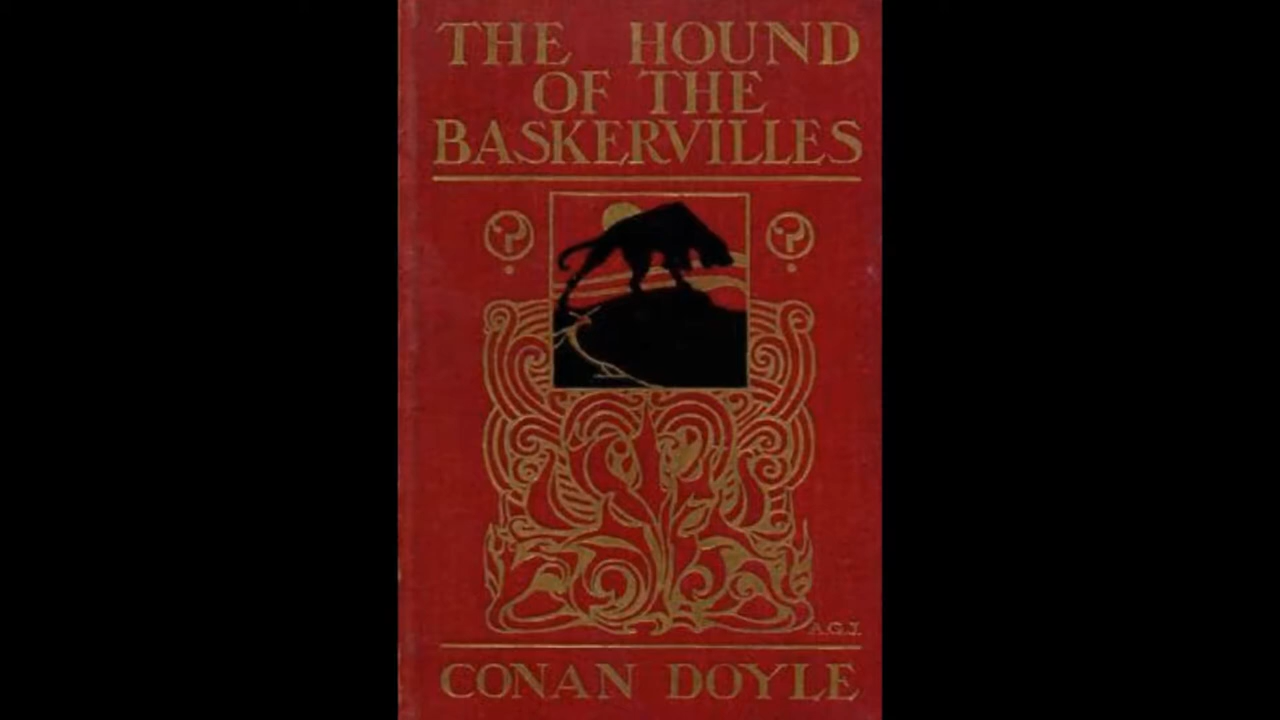 THE HOUND
OF THE
BASKERVILLES
? ?
A.G.J.
CONAN DOYLE